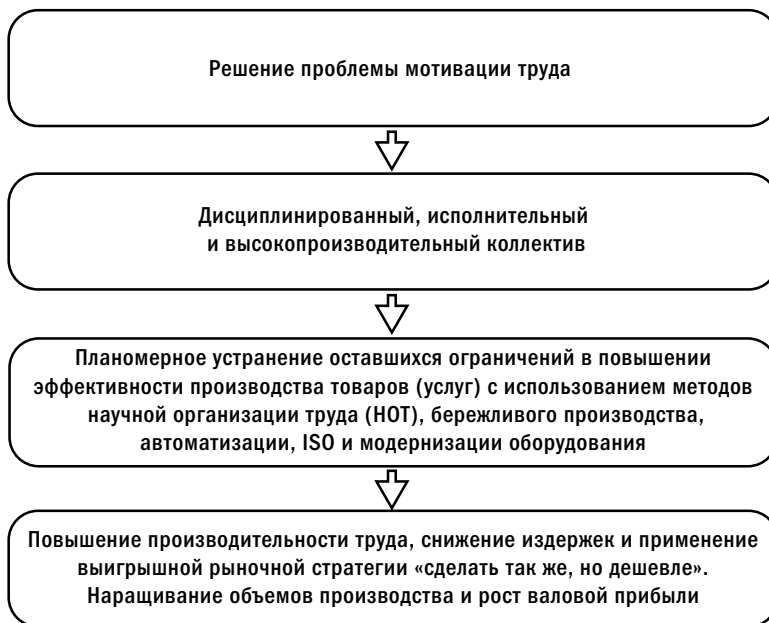 Решение проблемы мотивации труда
Дисциплинированный, исполнительный
и высокопроизводительный коллектив
Планомерное устранение оставшихся ограничений в повышении
эффективности производства товаров (услуг) с использованием методов
научной организации труда (НОТ), бережливого производства,
автоматизации, ISO и модернизации оборудования
Повышение производительности труда, снижение издержек и применение
выигрышной рыночной стратегии «сделать так же, но дешевле».
Наращивание объемов производства и рост валовой прибыли